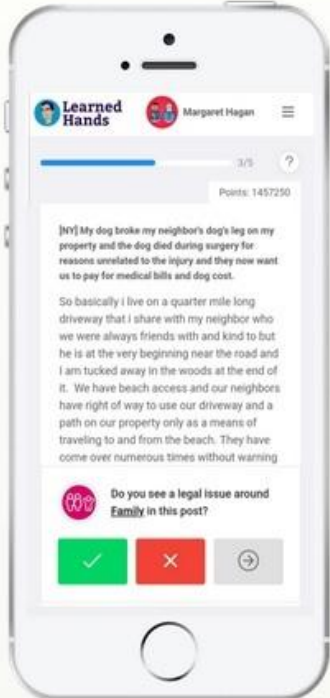 Learned
Hands
Margaret Hagan
3/5
?
Points: 1457250
[NY] My dog broke my neighbor's dog's leg on my
property and the dog died during surgery for
reasons unrelated to the injury and they now want
us to pay for medical bills and dog cost.
So basically i live on a quarter mile long
driveway that i share with my neighbor who
we were always friends with and kind to but
he is at the very beginning near the road and
I am tucked away in the woods at the end of
it. We have beach access and our neighbors
have right of way to use our driveway and a
path on our property only as a means of
traveling to and from the beach. They have
come over numerous times without warning
Do you see a legal issue around
Family in this post?